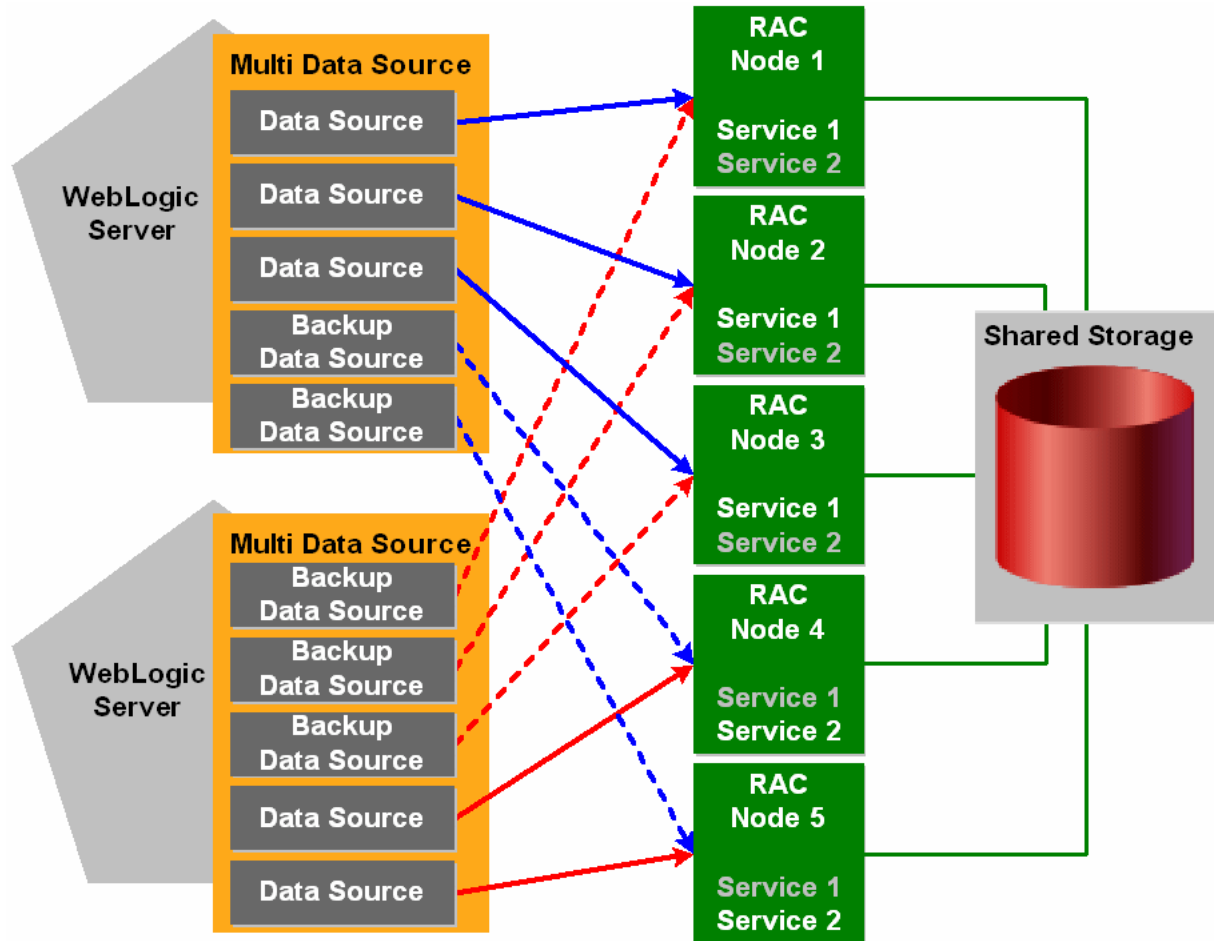 WebLogic
Server
Multi Data Source
Data Source
Data Source
Data Source
Backup
Data Source
Backup
Data Source
WebLogic
Server
Multi Data Source
Backup
Data Source
Backup
Data Source
Backup
Data Source
Data Source
Data Source
RAC
Node 1
Service 1
Service 2
RAC
Node 2
Service 1
Service 2
RAC
Node 3
Service 1
Service 2
RAC
Node 4
Service 1
Service 2
RAC
Node 5
Service 1
Service 2
Shared Storage